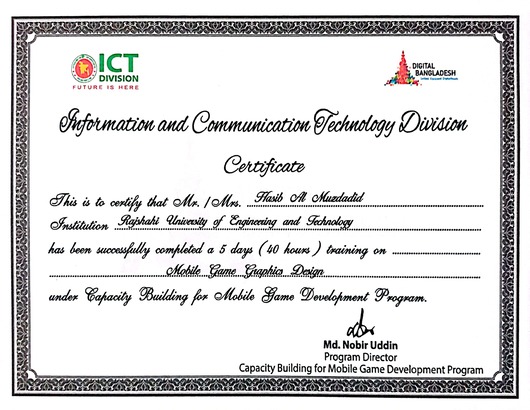 ICT
DIVISION
FUTURE IS HERE
DIGITAL
BANGLADESH
Information and Communication Technology Division
Certificate
This is to certify that Mr. / Mrs. Hasib Al Muzdadid
Institution Rajshahi University of Engineering and Technology
has been successfully completed a 5 days ( 40 hours ) training on
Mobile Game Graphics Design
under Capacity Building for Mobile Game Development Program.
Md. Nobir Uddin
Program Director
Capacity Building for Mobile Game Development Program